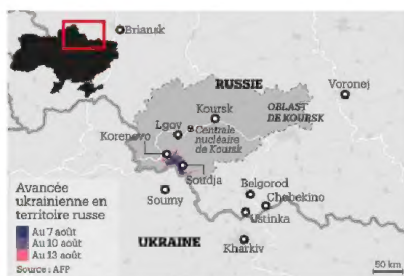 Briansk
RUSSIE
Voronej
Koursk
OBLAST
DE KOURSK
Lgov
Centrale
nucléaire
de Koursk
Korenevo
Soudja
Avancée
ukrainienne en
territoire russe
Au 7 août
Au 10 août
Au 13 août
Source : AFP
Soumy
Belgorod
Chebekino
Ustinka
UKRAINE
Kharkiv
50 km